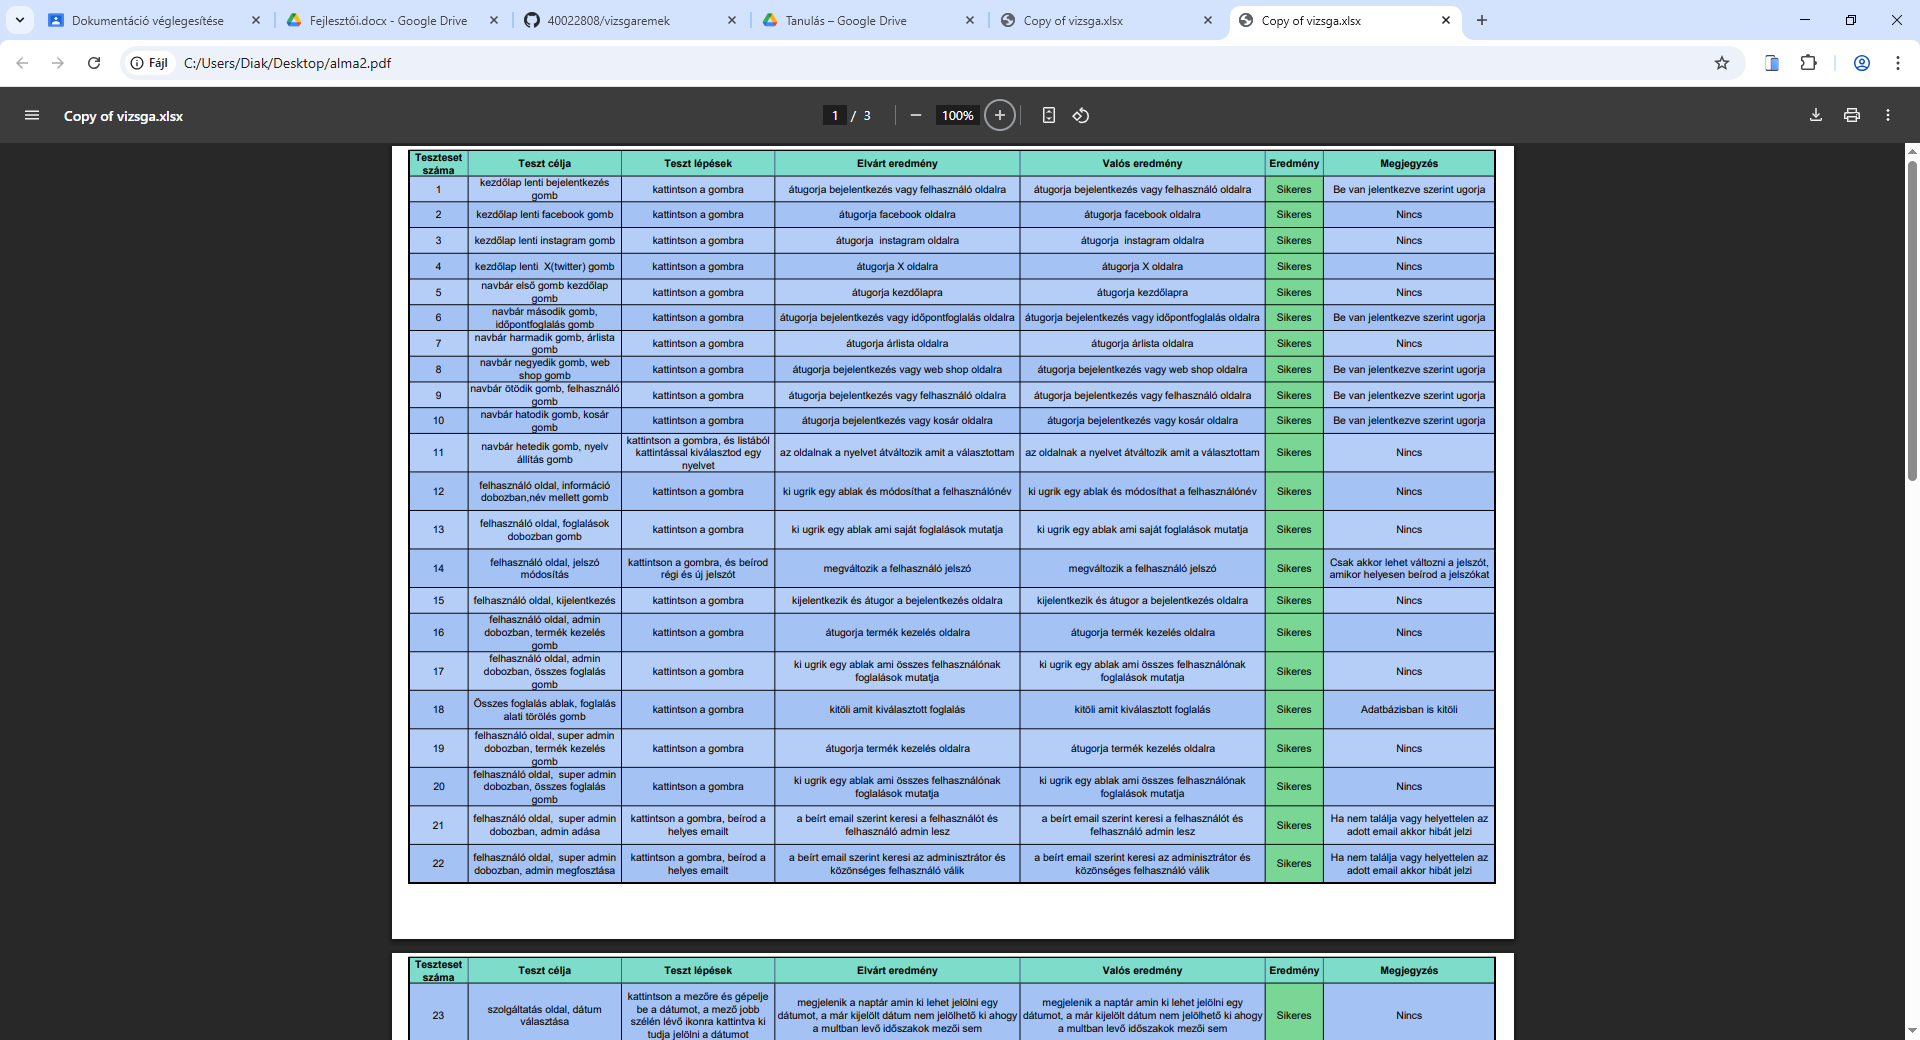 Dokumentáció véglegesítése
Fejlesztői.docx - Google Drive
40022808/vizsgaremek
Tanulás – Google Drive
Copy of vizsga.xlsx
Copy of vizsga.xlsx
Fájl
C:/Users/Diak/Desktop/alma2.pdf
Copy of vizsga.xlsx
1 / 3
100%
Teszteset száma Teszt célja Teszt lépések Elvárt eredmény Valós eredmény Eredmény Megjegyzés
1 kezdőlap lenti bejelentkezés gomb kattintson a gombra átugorja bejelentkezés vagy felhasználó oldalra átugorja bejelentkezés vagy felhasználó oldalra Sikeres Be van jelentkezve szerint ugorja
2 kezdőlap lenti facebook gomb kattintson a gombra átugorja facebook oldalra átugorja facebook oldalra Sikeres Nincs
3 kezdőlap lenti instagram gomb kattintson a gombra átugorja instagram oldalra átugorja instagram oldalra Sikeres Nincs
4 kezdőlap lenti X(twitter) gomb kattintson a gombra átugorja X oldalra átugorja X oldalra Sikeres Nincs
5 navbár első gomb kezdőlap gomb kattintson a gombra átugorja kezdőlapra átugorja kezdőlapra Sikeres Nincs
6 navbár második gomb, időpontfoglalás gomb kattintson a gombra átugorja bejelentkezés vagy időpontfoglalás oldalra átugorja bejelentkezés vagy időpontfoglalás oldalra Sikeres Be van jelentkezve szerint ugorja
7 navbár harmadik gomb, árlista gomb kattintson a gombra átugorja árlista oldalra átugorja árlista oldalra Sikeres Nincs
8 navbár negyedik gomb, web shop gomb kattintson a gombra átugorja bejelentkezés vagy web shop oldalra átugorja bejelentkezés vagy web shop oldalra Sikeres Be van jelentkezve szerint ugorja
9 navbár ötödik gomb, felhasználó gomb kattintson a gombra átugorja bejelentkezés vagy felhasználó oldalra átugorja bejelentkezés vagy felhasználó oldalra Sikeres Be van jelentkezve szerint ugorja
10 navbár hatodik gomb, kosár gomb kattintson a gombra átugorja bejelentkezés vagy kosár oldalra átugorja bejelentkezés vagy kosár oldalra Sikeres Be van jelentkezve szerint ugorja
11 navbár hetedik gomb, nyelv állítás gomb kattintson a gombra, és listából kattintással kiválasztod egy nyelvet az oldalnak a nyelvet átváltozik amit a választottam az oldalnak a nyelvet átváltozik amit a választottam Sikeres Nincs
12 felhasználó oldal, információ dobozban,név mellett gomb kattintson a gombra ki ugrik egy ablak és módosíthat a felhasználónév ki ugrik egy ablak és módosíthat a felhasználónév Sikeres Nincs
13 felhasználó oldal, foglalások dobozban gomb kattintson a gombra ki ugrik egy ablak ami saját foglalások mutatja ki ugrik egy ablak ami saját foglalások mutatja Sikeres Nincs
14 felhasználó oldal, jelszó módosítás kattintson a gombra, és beírod régi és új jelszót megváltozik a felhasználó jelszó megváltozik a felhasználó jelszó Sikeres Csak akkor lehet változni a jelszót, amikor helyesen beírod a jelszókat
15 felhasználó oldal, kijelentkezés kattintson a gombra kijelentkezik és átugor a bejelentkezés oldalra kijelentkezik és átugor a bejelentkezés oldalra Sikeres Nincs
16 felhasználó oldal, admin dobozban, termék kezelés gomb kattintson a gombra átugorja termék kezelés oldalra átugorja termék kezelés oldalra Sikeres Nincs
17 felhasználó oldal, admin dobozban, összes foglalás gomb kattintson a gombra ki ugrik egy ablak ami összes felhasználónak foglalások mutatja ki ugrik egy ablak ami összes felhasználónak foglalások mutatja Sikeres Nincs
18 Összes foglalás ablak, foglalás alati törölés gomb kattintson a gombra kitöli amit kiválasztott foglalás kitöli amit kiválasztott foglalás Sikeres Adatbázisban is kitöli
19 felhasználó oldal, super admin dobozban, termék kezelés gomb kattintson a gombra átugorja termék kezelés oldalra átugorja termék kezelés oldalra Sikeres Nincs
20 felhasználó oldal, super admin dobozban, összes foglalás gomb kattintson a gombra ki ugrik egy ablak ami összes felhasználónak foglalások mutatja ki ugrik egy ablak ami összes felhasználónak foglalások mutatja Sikeres Nincs
21 felhasználó oldal, super admin dobozban, admin adása kattintson a gombra, beírod a helyes emailt a beírt email szerint keresi a felhasználót és felhasználó admin lesz a beírt email szerint keresi a felhasználót és felhasználó admin lesz Sikeres Ha nem találja vagy helyettelen az adott email akkor hibát jelzi
22 felhasználó oldal, super admin dobozban, admin megfosztása kattintson a gombra, beírod a helyes emailt a beírt email szerint keresi az adminisztrátor és közönséges felhasználó válik a beírt email szerint keresi az adminisztrátor és közönséges felhasználó válik Sikeres Ha nem találja vagy helyettelen az adott email akkor hibát jelzi
Teszteset száma Teszt célja Teszt lépések Elvárt eredmény Valós eredmény Eredmény Megjegyzés
23 szolgáltatás oldal, dátum választása kattintson a mezőre és gépelje be a dátumot, a mező jobb szélén lévő ikonra kattintva ki tudja jelölni a dátumot megjelenik a naptár amin ki lehet jelölni egy dátumot, a már kijelölt dátum nem jelölhető ki ahogy a multban levő időszakok mezői sem megjelenik a naptár amin ki lehet jelölni egy dátumot, a már kijelölt dátum nem jelölhető ki ahogy a multban levő időszakok mezői sem Sikeres Nincs